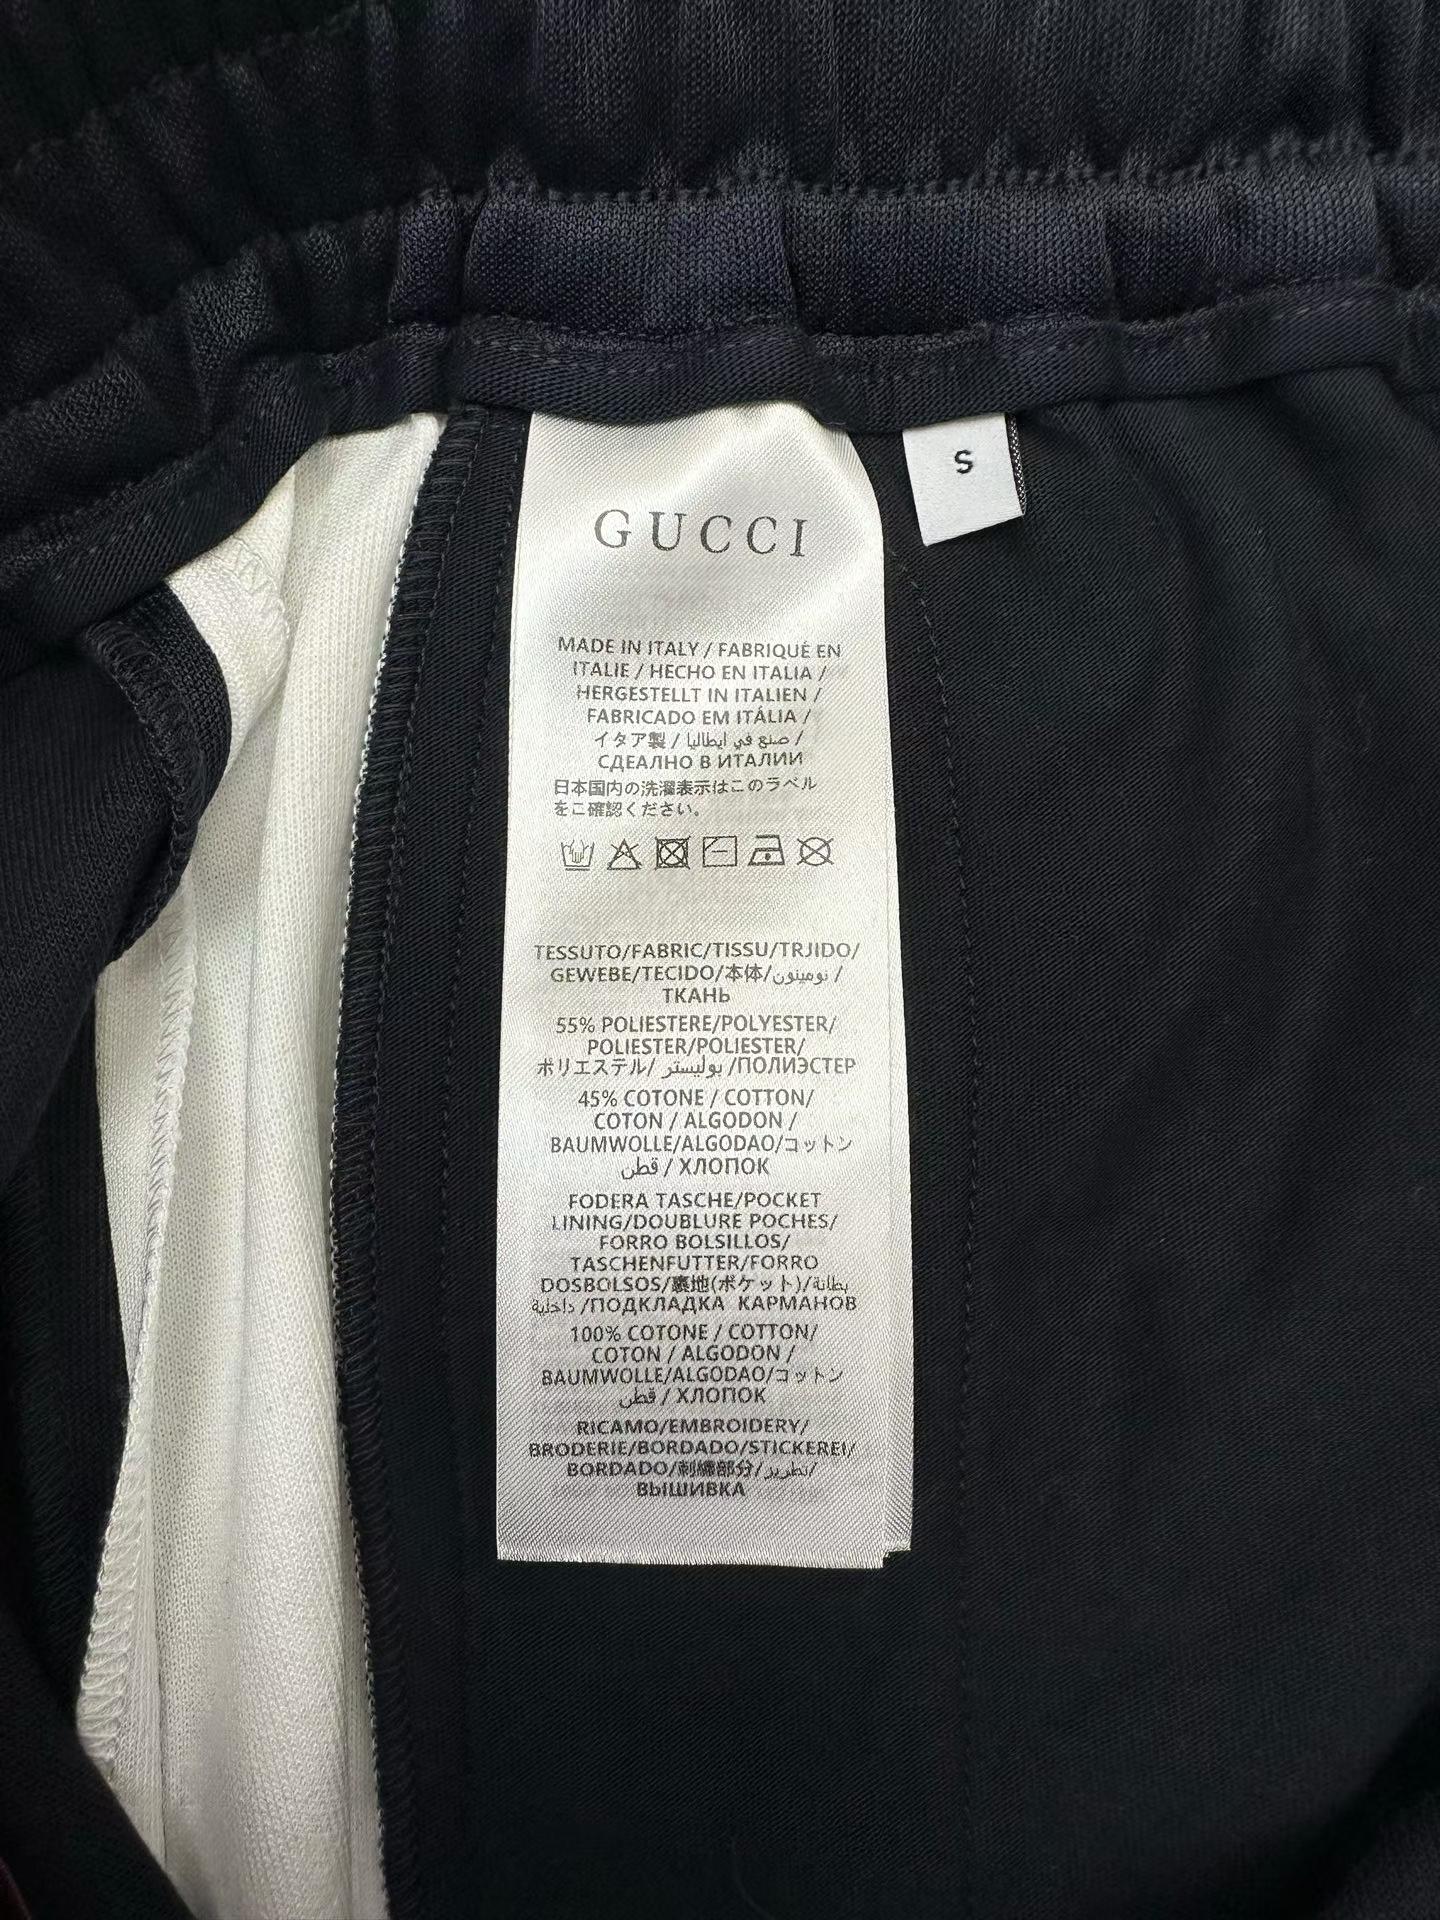 S
GUCCI
MADE IN ITALY / FABRIQUÉ EN
ITALIE / HECHO EN ITALIA /
HERGESTELLT IN ITALIEN /
FABRICADO EM ITÁLIA /
イタア製 / صنع في ايطاليا /
СДЕАЛНО В ИТАЛИИ
日本国内の洗濯表示はこのラベル
をこ確認ください。
TESSUTO/FABRIC/TISSU/TRJIDO/
GEWEBE/TECIDO/本体/نومينون/
ТКАНЬ
55% POLIESTERE/POLYESTER/
POLIESTER/POLIESTER/
ポリエステル/ بوليستر /ПОЛИЭСТЕР
45% COTONE / COTTON/
COTON / ALGODON /
BAUMWOLLE/ALGODAO/コットン
قطن / ХЛОПОК
FODERA TASCHE/POCKET
LINING/DOUBLURE POCHES/
FORRO BOLSILLOS/
TASCHENFUTTER/FORRO
DOSBOLSOS/裏地(ポケット)/بطانة
داخلية /ПОДКЛАДКА КАРМАНОВ
100% COTONE / COTTON/
COTON / ALGODON /
BAUMWOLLE/ALGODAO/コットン
قطن / ХЛОПОК
RICAMO/EMBROIDERY/
BRODERIE/BORDADO/STICKEREI/
BORDADO/刺繍部分/تطريز/
ВЫШИВКА